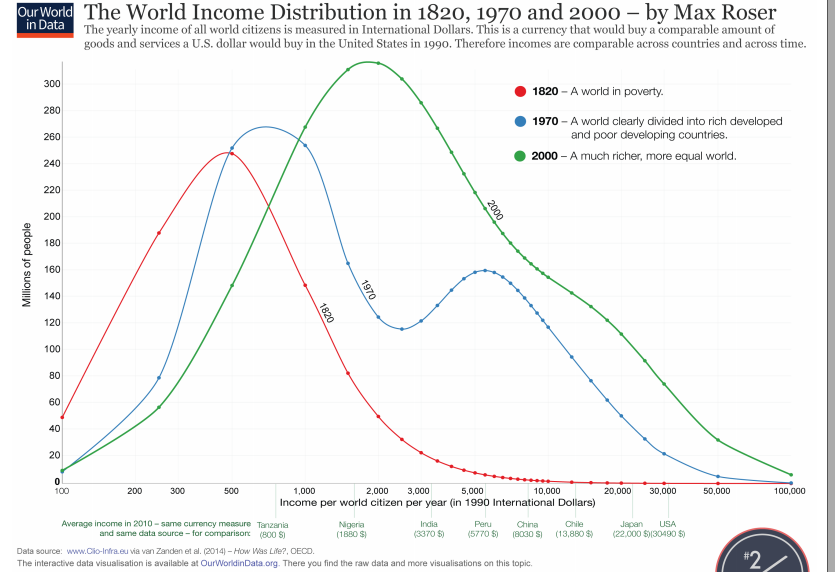 Our World
in Data
The World Income Distribution in 1820, 1970 and 2000 – by Max Roser
The yearly income of all world citizens is measured in International Dollars. This is a currency that would buy a comparable amount of
goods and services a U.S. dollar would buy in the United States in 1990. Therefore incomes are comparable across countries and across time.
1820 – A world in poverty.
1970 – A world clearly divided into rich developed
and poor developing countries.
2000 – A much richer, more equal world.
Millions of people
300
280
260
240
220
200
180
160
140
120
100
80
60
40
20
0
2000
1970
1820
100 200 300 500 1,000 2,000 3,000 5,000 10,000 20,000 30,000 50,000 100,000
Income per world citizen per year (in 1990 International Dollars)
Average income in 2010 – same currency measure
and same data source – for comparison:
Tanzania
(800 $)
Nigeria
(1880 $)
India
(3370 $)
Peru
(5770 $)
China
(8030 $)
Chile
(13,880 $)
Japan
(22,000 $)
USA
(30490 $)
Data source: www.Clio-Infra.eu via van Zanden et al. (2014) – How Was Life?, OECD.
The interactive data visualisation is available at OurWorldinData.org. There you find the raw data and more visualisations on this topic.
#2